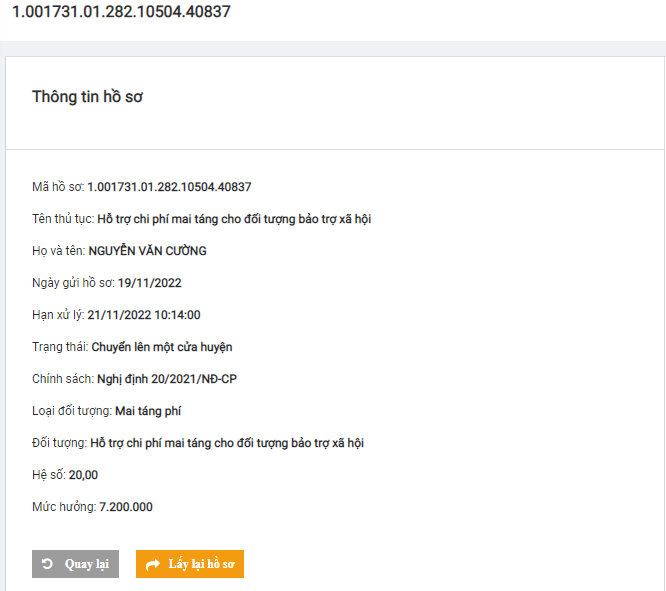 1.001731.01.282.10504.40837
Thông tin hồ sơ
Mã hồ sơ: 1.001731.01.282.10504.40837
Tên thủ tục: Hỗ trợ chi phí mai táng cho đối tượng bảo trợ xã hội
Họ và tên: NGUYỄN VĂN CƯỜNG
Ngày gửi hồ sơ: 19/11/2022
Hạn xử lý: 21/11/2022 10:14:00
Trạng thái: Chuyển lên một cửa huyện
Chính sách: Nghị định 20/2021/NĐ-CP
Loại đối tượng: Mai táng phí
Đối tượng: Hỗ trợ chi phí mai táng cho đối tượng bảo trợ xã hội
Hệ số: 20,00
Mức hưởng: 7.200.000
Quay lại Lấy lại hồ sơ